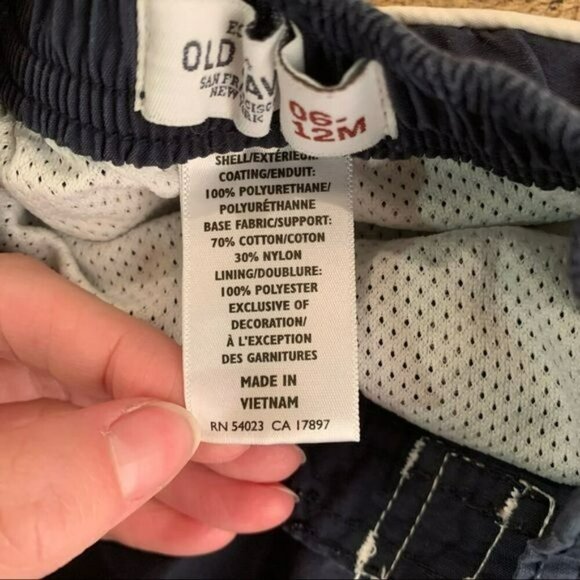 OLD
SAN FR
NEW
06-
12M
SHELL/EXTÉRIEUR:
COATING/ENDUIT:
100% POLYURETHANE/
POLYURÉTHANNE
BASE FABRIC/SUPPORT:
70% COTTON/COTON
30% NYLON
LINING/DOUBLURE:
100% POLYESTER
EXCLUSIVE OF
DECORATION/
À L'EXCEPTION
DES GARNITURES
MADE IN
VIETNAM
RN 54023 CA 17897